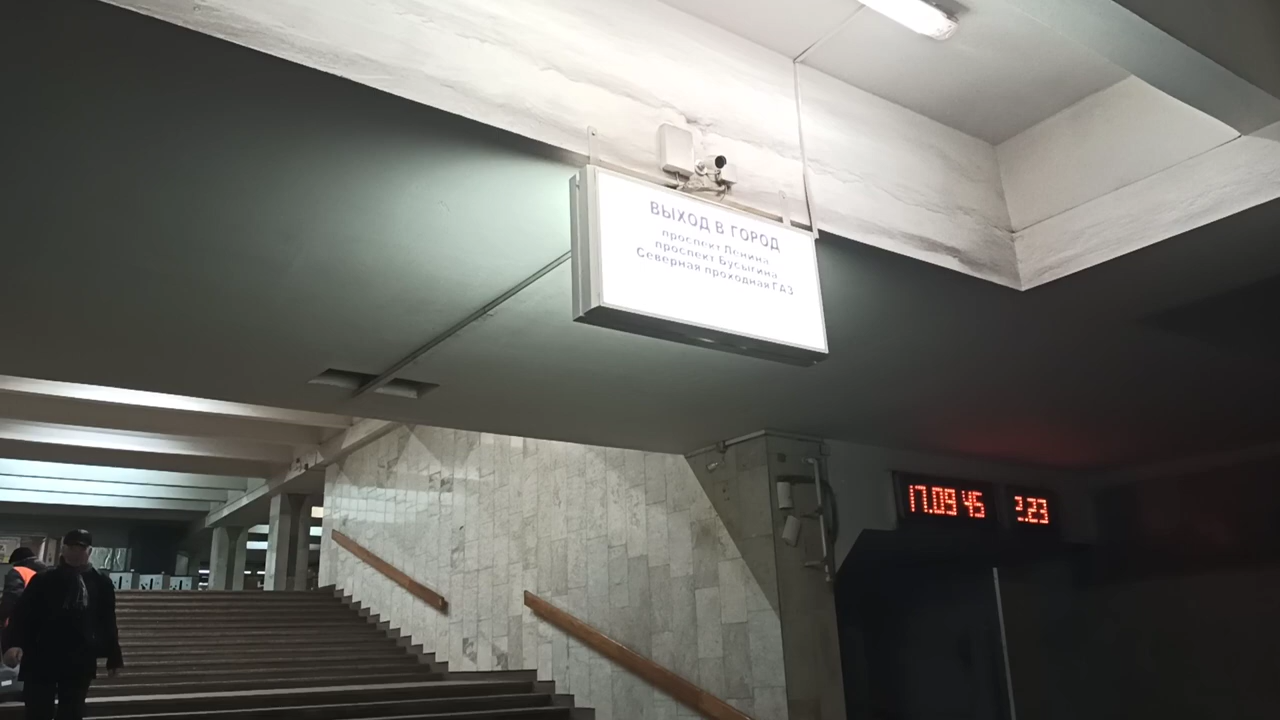 ВЫХОД В ГОРОД
проспект Ленина
проспект Бусыгина
Северная проходная ГАЗ
17.09 45
2.23